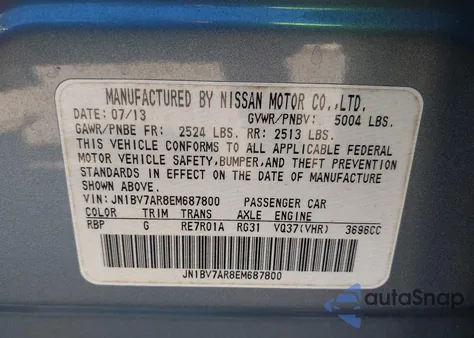 MANUFACTURED BY NISSAN MOTOR CO.,LTD.
DATE: 07/13 GVWR/PNBV: 5004 LBS.
GAWR/PNBE FR: 2524 LBS. RR: 2513 LBS.
THIS VEHICLE CONFORMS TO ALL APPLICABLE FEDERAL
MOTOR VEHICLE SAFETY,BUMPER,AND THEFT PREVENTION
STANDARDS IN EFFECT ON THE DATE OF MANUFACTURE
SHOWN ABOVE.
VIN: JN1BV7AR8EM687800 PASSENGER CAR
COLOR TRIM TRANS AXLE ENGINE
RBP G RE7R01A RG31 VQ37(VHR) 3696CC
JN1BV7AR8EM687800
autoSnap